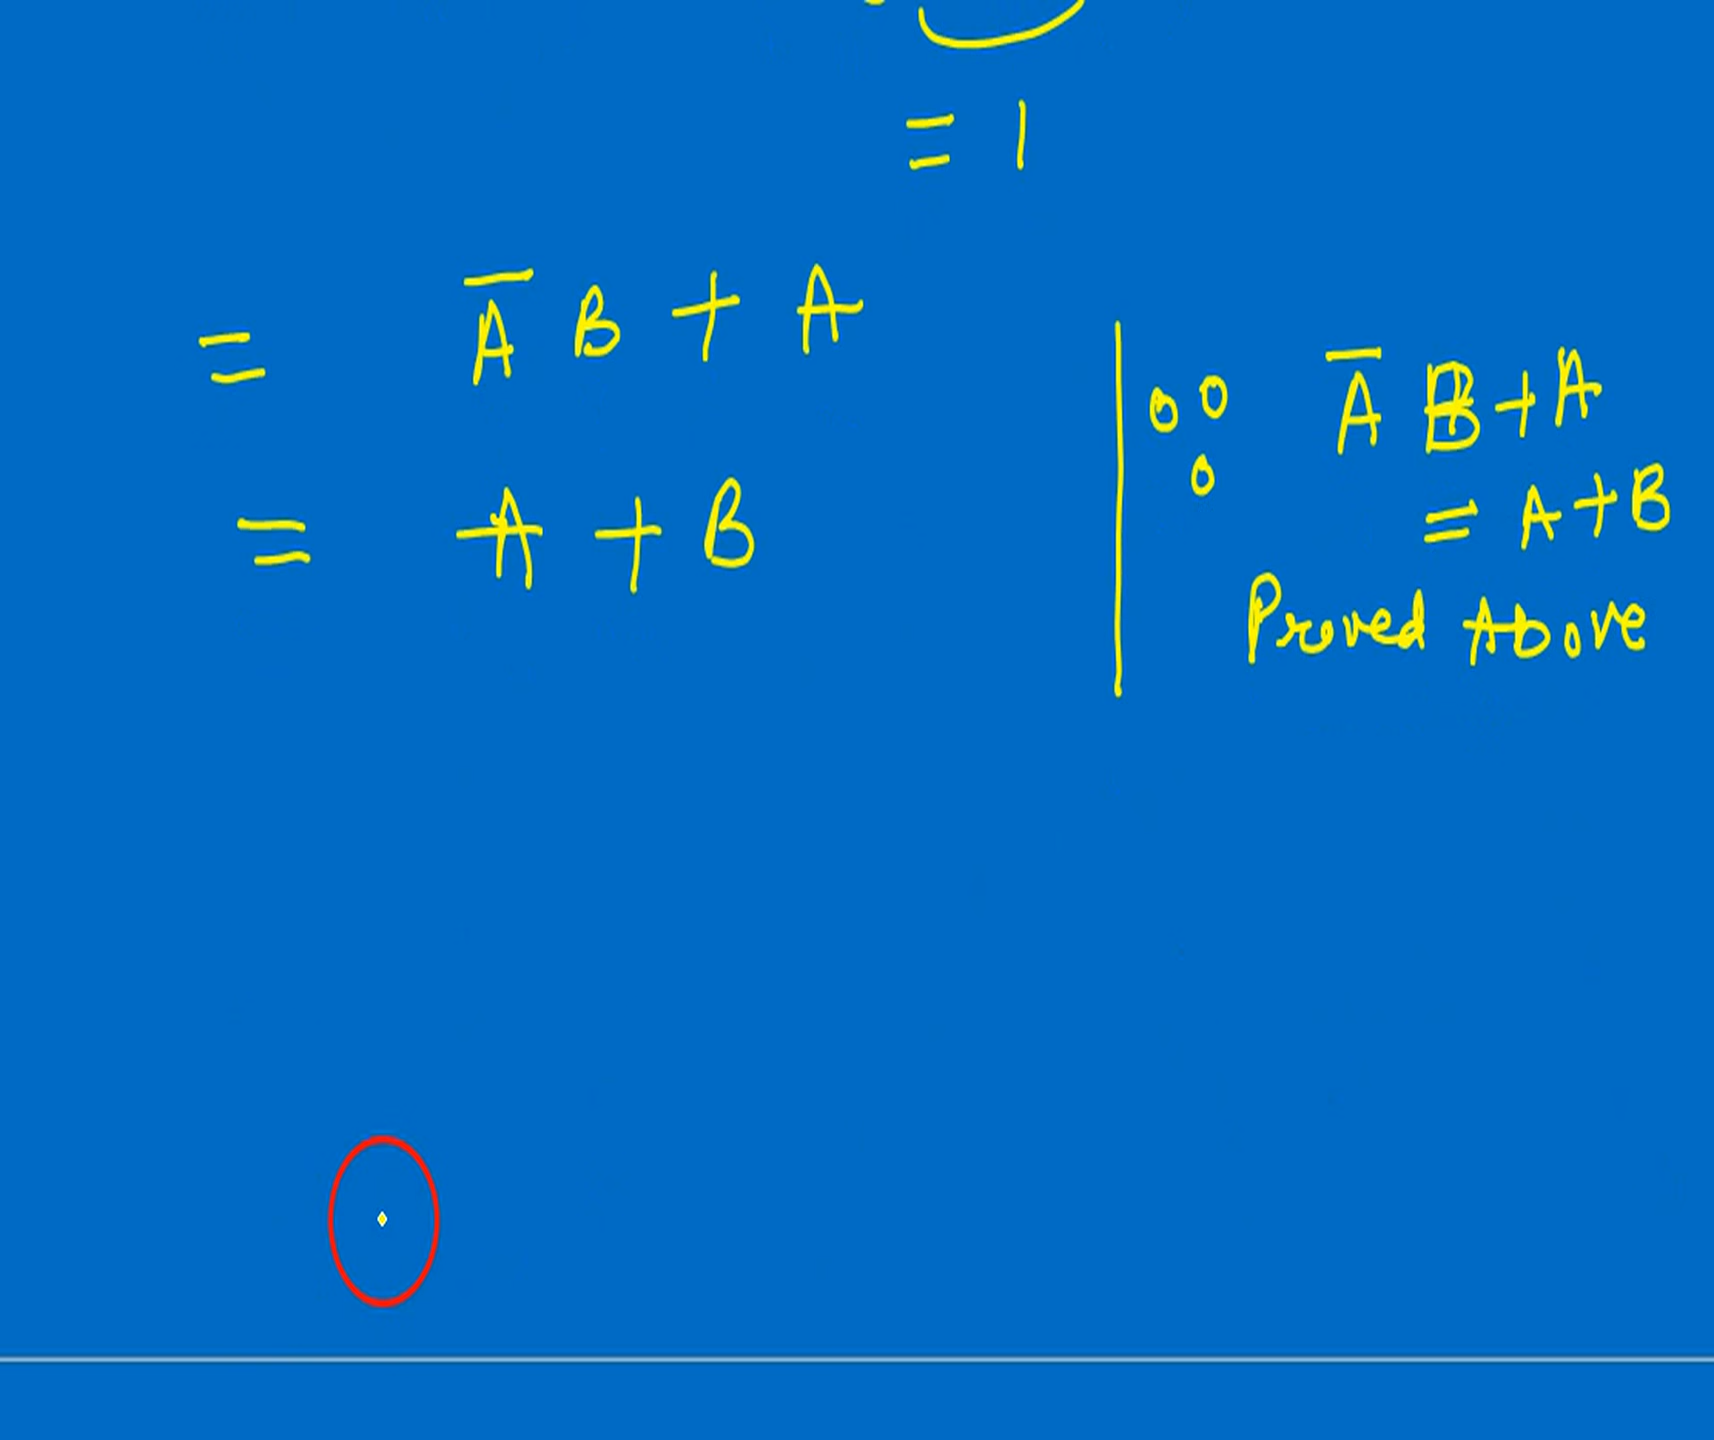 = 1
= A̅ B + A
= A + B
∵ A̅ B + A
= A + B
Proved Above